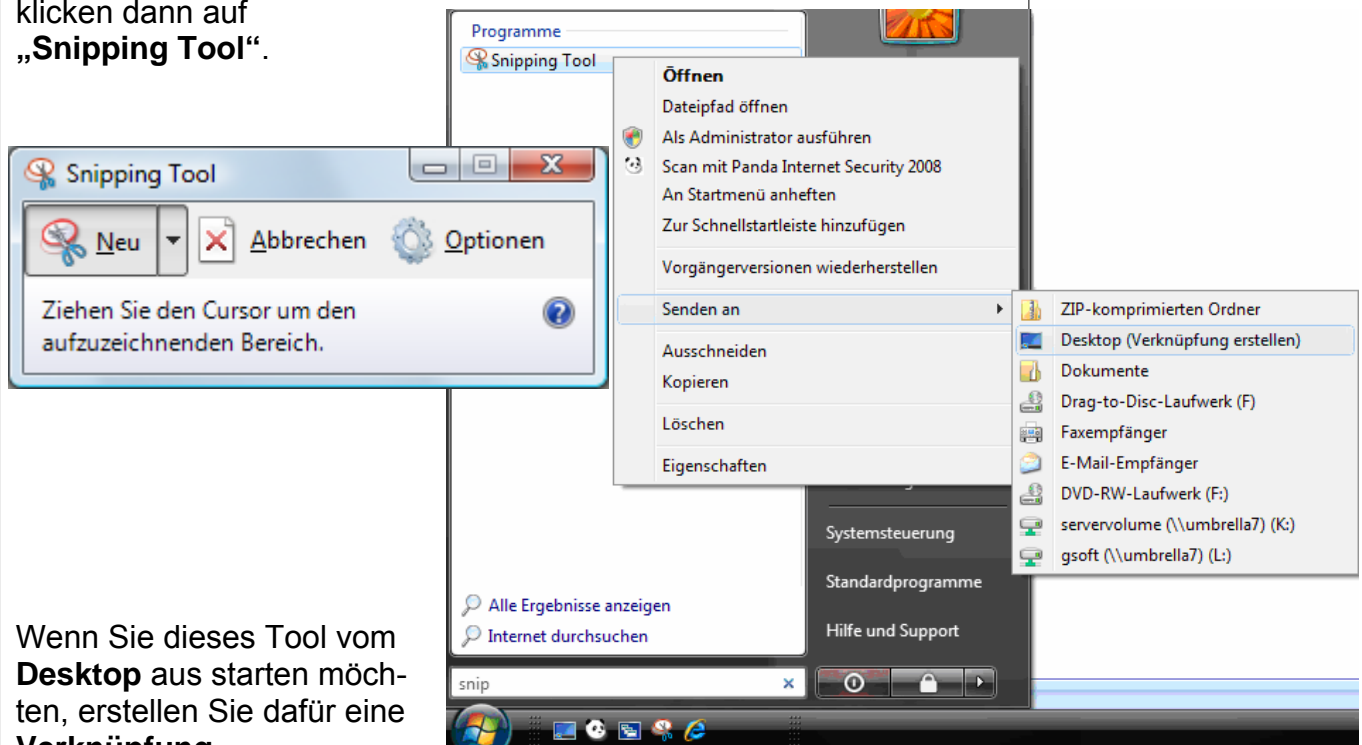 klicken dann auf
„Snipping Tool“.
Programme
Snipping Tool
Öffnen
Dateipfad öffnen
Als Administrator ausführen
Scan mit Panda Internet Security 2008
An Startmenü anheften
Zur Schnellstartleiste hinzufügen
Vorgängerversionen wiederherstellen
Senden an
Ausschneiden
Kopieren
Löschen
Eigenschaften
ZIP-komprimierten Ordner
Desktop (Verknüpfung erstellen)
Dokumente
Drag-to-Disc-Laufwerk (F)
Faxempfänger
E-Mail-Empfänger
DVD-RW-Laufwerk (F:)
servervolume (\\umbrella7) (K:)
gsoft (\\umbrella7) (L:)
Snipping Tool
Neu
Abbrechen
Optionen
Ziehen Sie den Cursor um den
aufzuzeichnenden Bereich.
Systemsteuerung
Standardprogramme
Hilfe und Support
Alle Ergebnisse anzeigen
Internet durchsuchen
snip
Wenn Sie dieses Tool vom
Desktop aus starten möch-
ten, erstellen Sie dafür eine
Verknüpfung